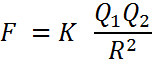 F = K Q₁Q₂/R²